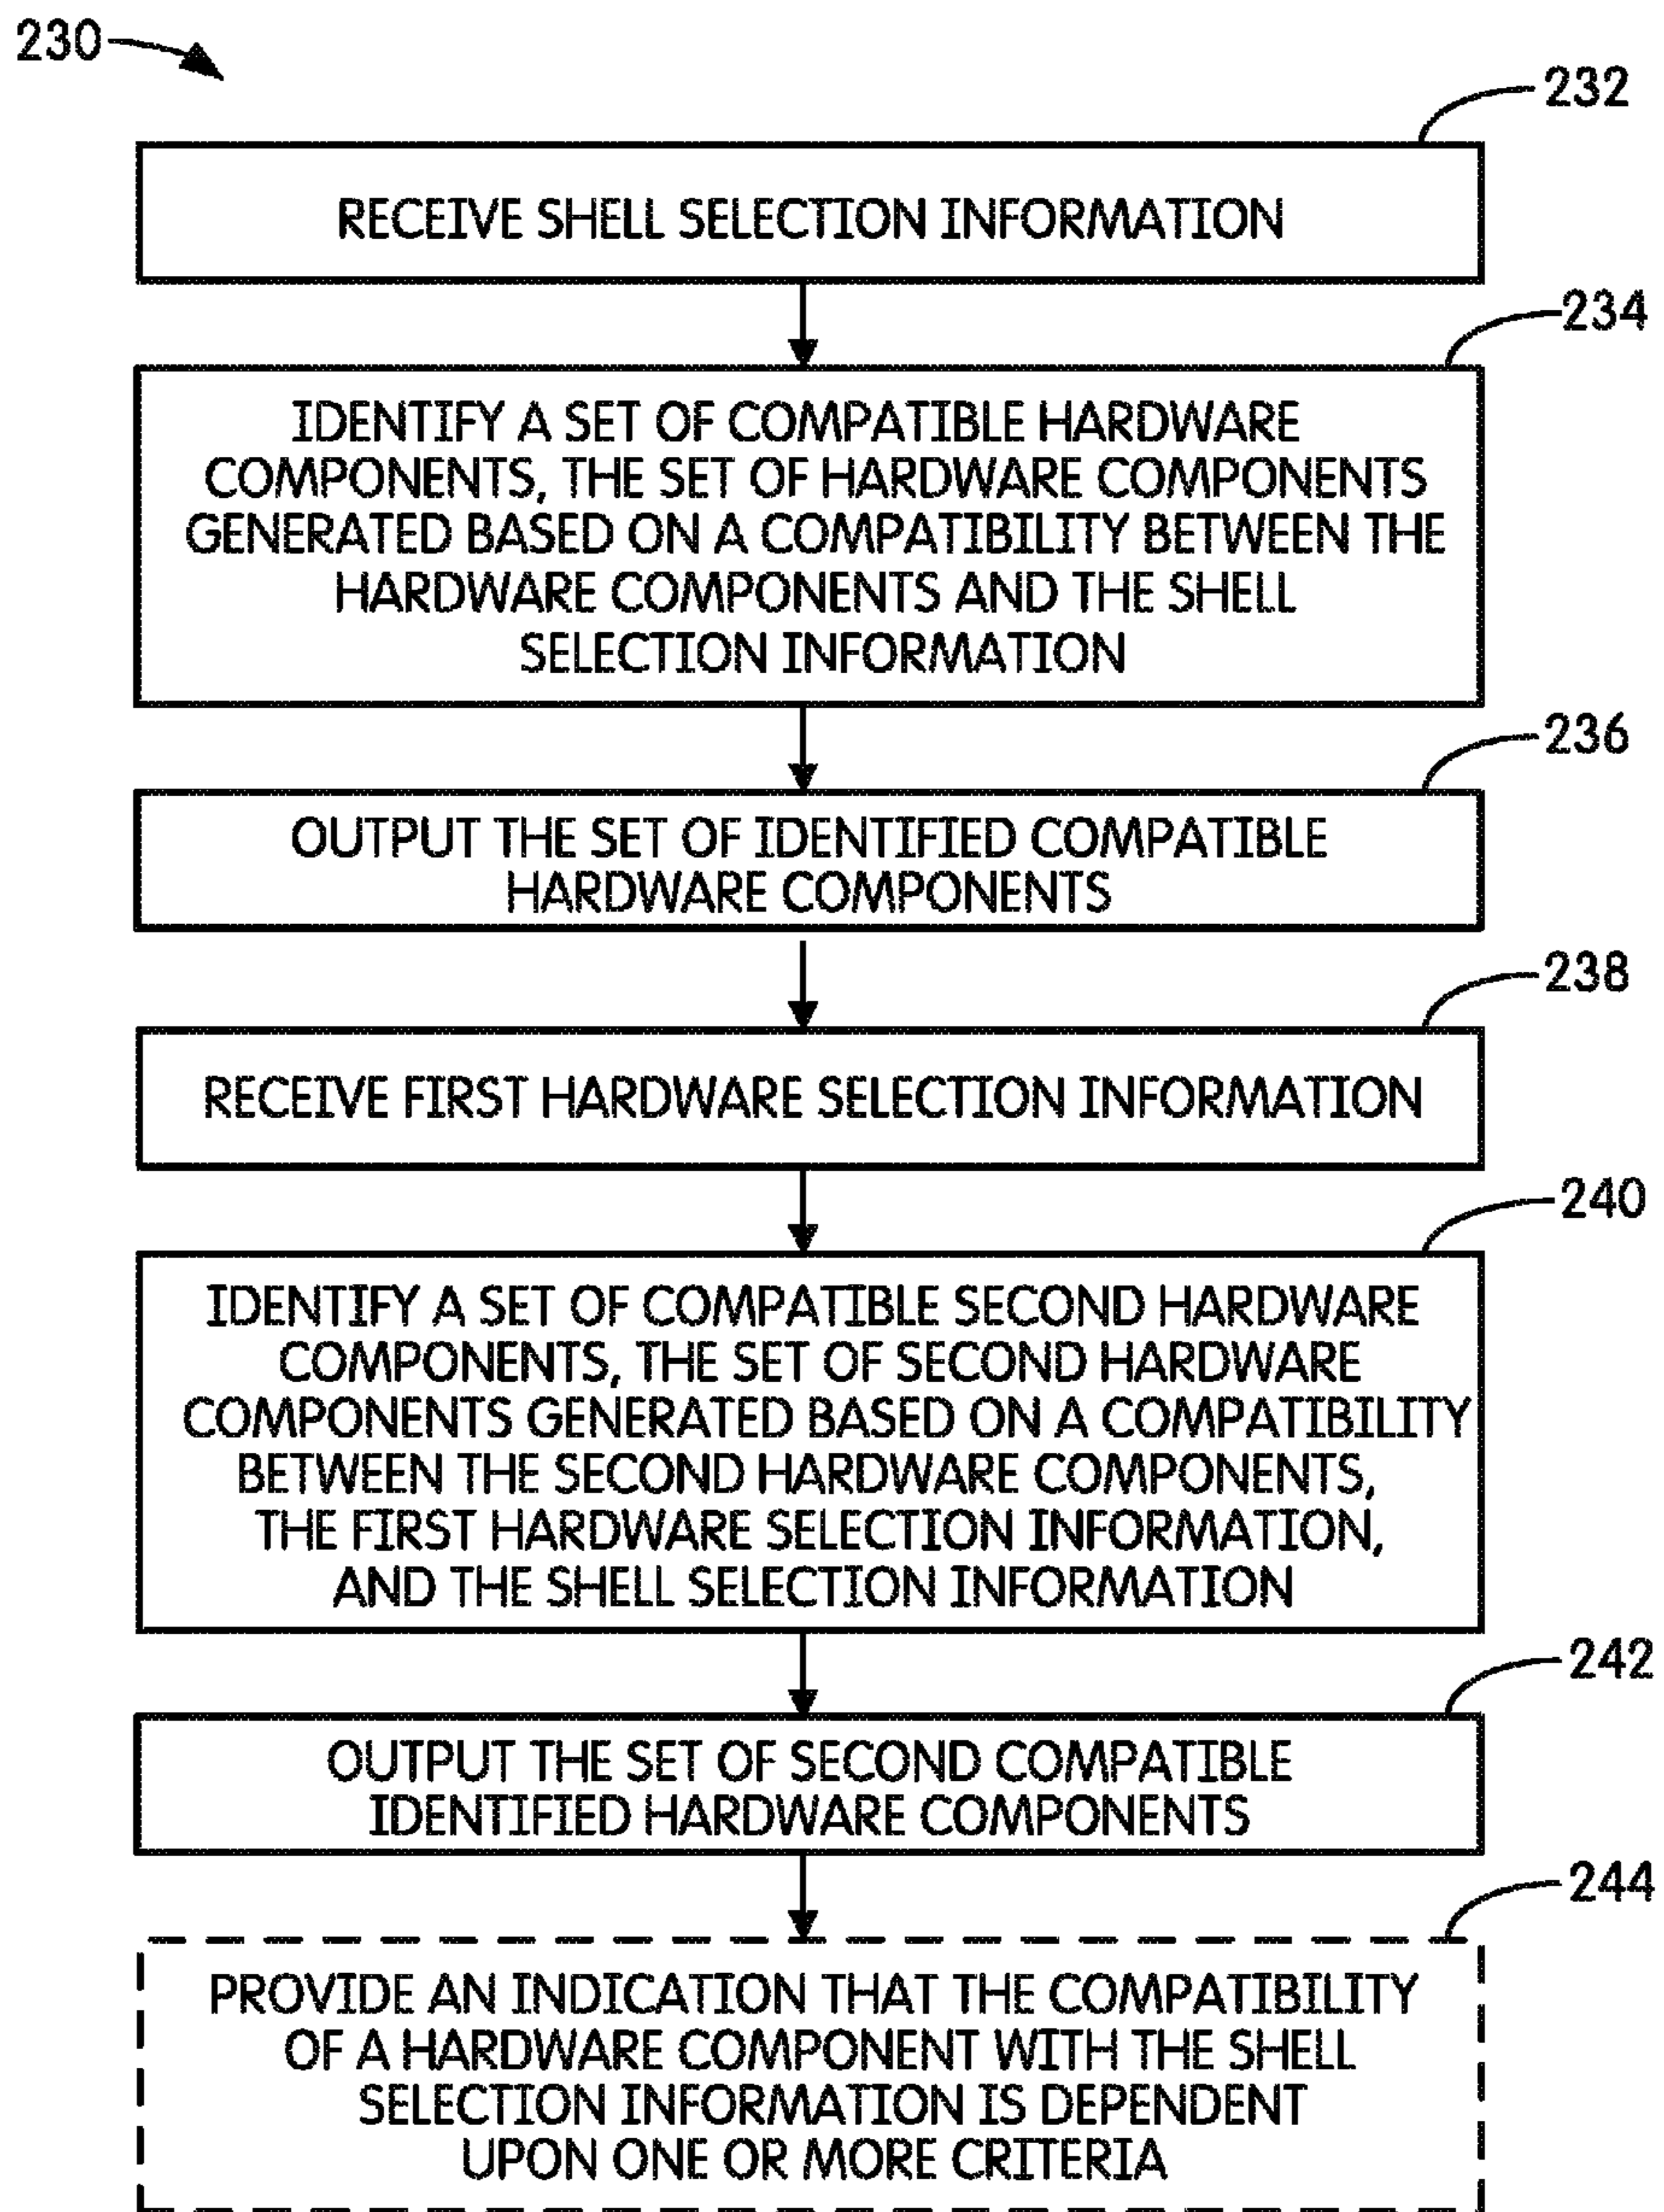 230
232
RECEIVE SHELL SELECTION INFORMATION
234
IDENTIFY A SET OF COMPATIBLE HARDWARE
COMPONENTS, THE SET OF HARDWARE COMPONENTS
GENERATED BASED ON A COMPATIBILITY BETWEEN THE
HARDWARE COMPONENTS AND THE SHELL
SELECTION INFORMATION
236
OUTPUT THE SET OF IDENTIFIED COMPATIBLE
HARDWARE COMPONENTS
238
RECEIVE FIRST HARDWARE SELECTION INFORMATION
240
IDENTIFY A SET OF COMPATIBLE SECOND HARDWARE
COMPONENTS, THE SET OF SECOND HARDWARE
COMPONENTS GENERATED BASED ON A COMPATIBILITY
BETWEEN THE SECOND HARDWARE COMPONENTS,
THE FIRST HARDWARE SELECTION INFORMATION,
AND THE SHELL SELECTION INFORMATION
242
OUTPUT THE SET OF SECOND COMPATIBLE
IDENTIFIED HARDWARE COMPONENTS
244
PROVIDE AN INDICATION THAT THE COMPATIBILITY
OF A HARDWARE COMPONENT WITH THE SHELL
SELECTION INFORMATION IS DEPENDENT
UPON ONE OR MORE CRITERIA